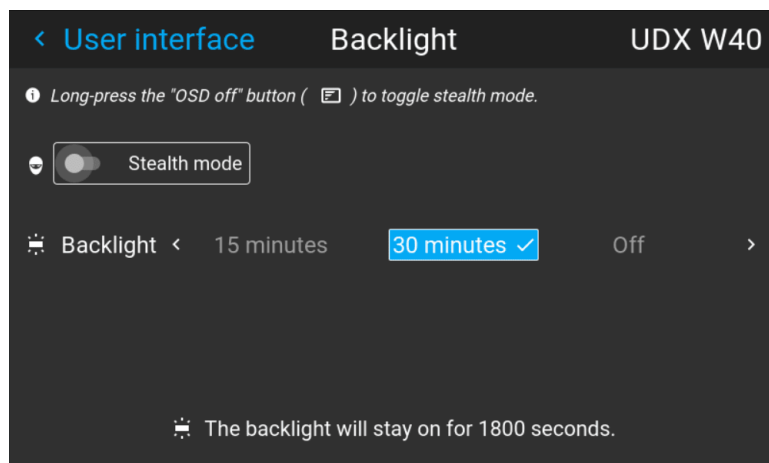 User interface Backlight UDX W40
Long-press the "OSD off" button ( ) to toggle stealth mode.
Stealth mode
Backlight 15 minutes 30 minutes Off
The backlight will stay on for 1800 seconds.